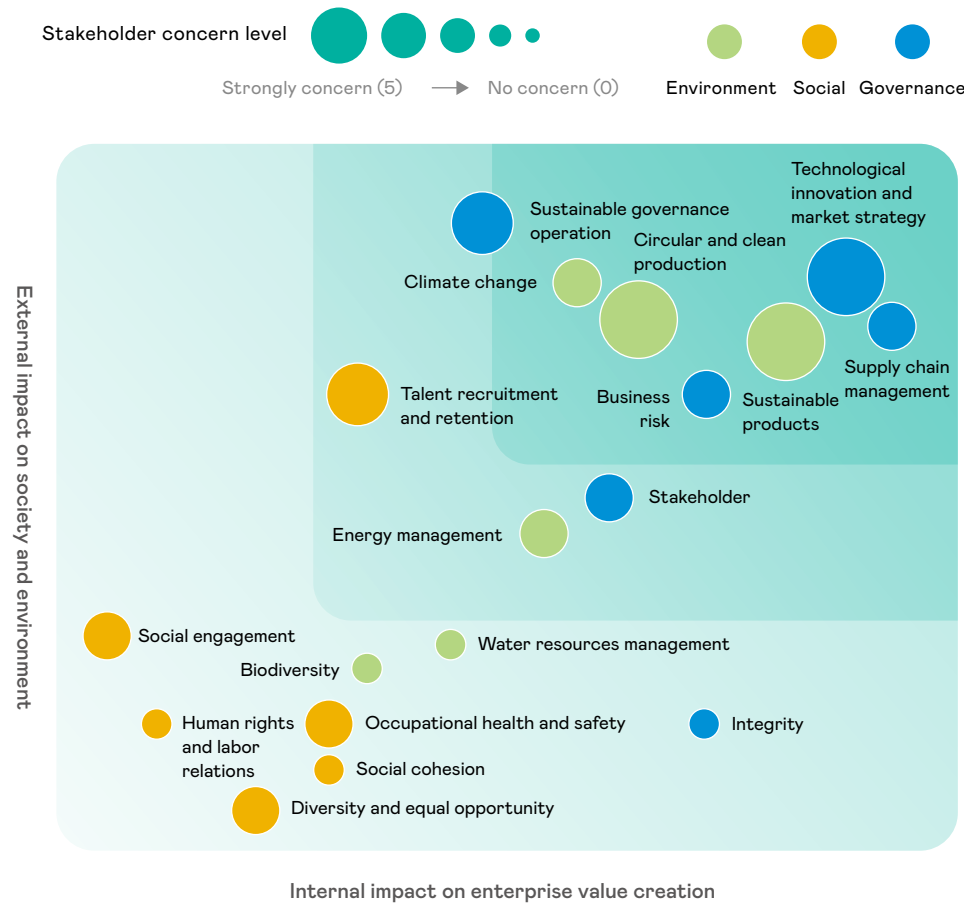 Stakeholder concern level
Strongly concern (5)
No concern (0)
Environment
Social
Governance
Technological
innovation and
market strategy
Sustainable governance
operation
Circular and clean
production
Climate change
Supply chain
management
Talent recruitment
and retention
Business
risk
Sustainable
products
Stakeholder
Energy management
Social engagement
Water resources management
Biodiversity
Human rights
and labor
relations
Occupational health and safety
Integrity
Social cohesion
Diversity and equal opportunity
External impact on society and environment
Internal impact on enterprise value creation